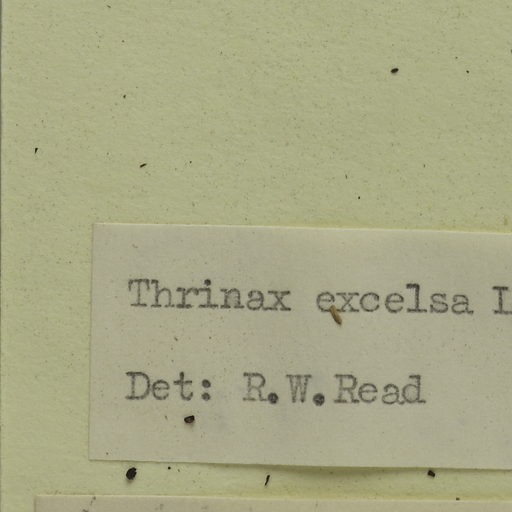 Thrinax excelsa L
Det: R.W.Read